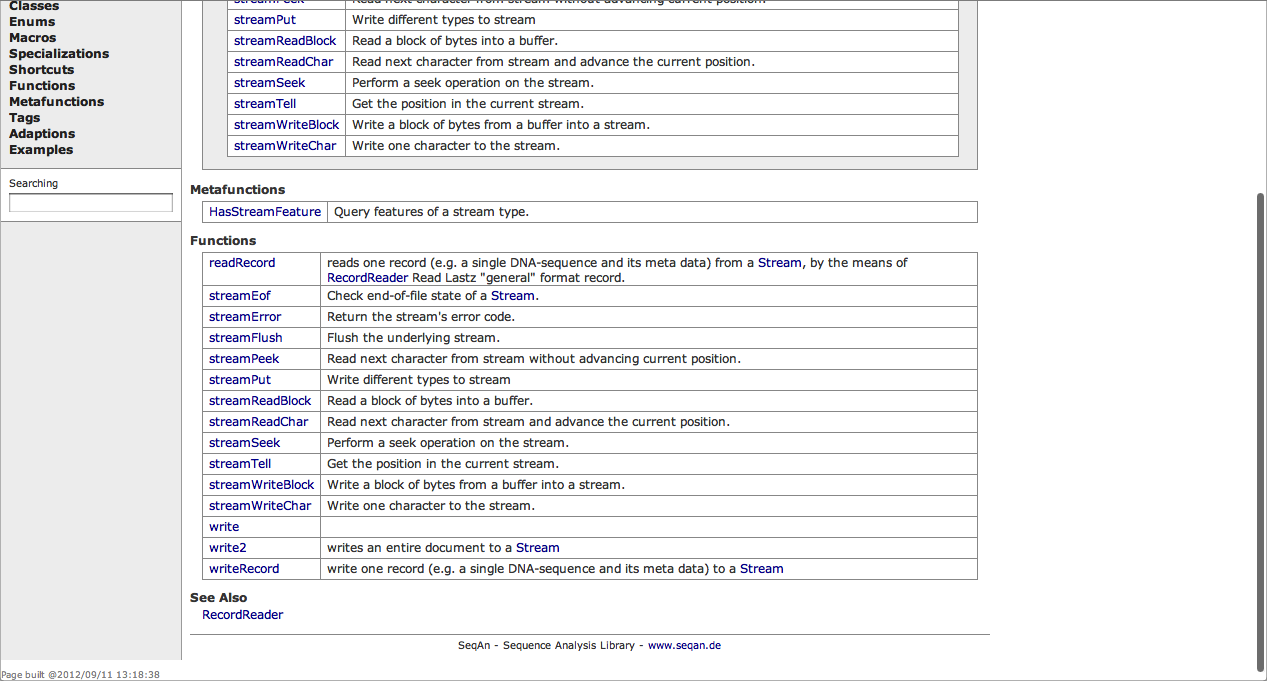 Classes
Enums
Macros
Specializations
Shortcuts
Functions
Metafunctions
Tags
Adaptions
Examples
Searching
streamPeek Read next character from stream without advancing current position.
streamPut Write different types to stream
streamReadBlock Read a block of bytes into a buffer.
streamReadChar Read next character from stream and advance the current position.
streamSeek Perform a seek operation on the stream.
streamTell Get the position in the current stream.
streamWriteBlock Write a block of bytes from a buffer into a stream.
streamWriteChar Write one character to the stream.
Metafunctions
HasStreamFeature Query features of a stream type.
Functions
readRecord reads one record (e.g. a single DNA-sequence and its meta data) from a Stream, by the means of
RecordReader Read Lastz "general" format record.
streamEof Check end-of-file state of a Stream.
streamError Return the stream's error code.
streamFlush Flush the underlying stream.
streamPeek Read next character from stream without advancing current position.
streamPut Write different types to stream
streamReadBlock Read a block of bytes into a buffer.
streamReadChar Read next character from stream and advance the current position.
streamSeek Perform a seek operation on the stream.
streamTell Get the position in the current stream.
streamWriteBlock Write a block of bytes from a buffer into a stream.
streamWriteChar Write one character to the stream.
write
write2 writes an entire document to a Stream
writeRecord write one record (e.g. a single DNA-sequence and its meta data) to a Stream
See Also
RecordReader
SeqAn - Sequence Analysis Library - www.seqan.de
Page built @2012/09/11 13:18:38